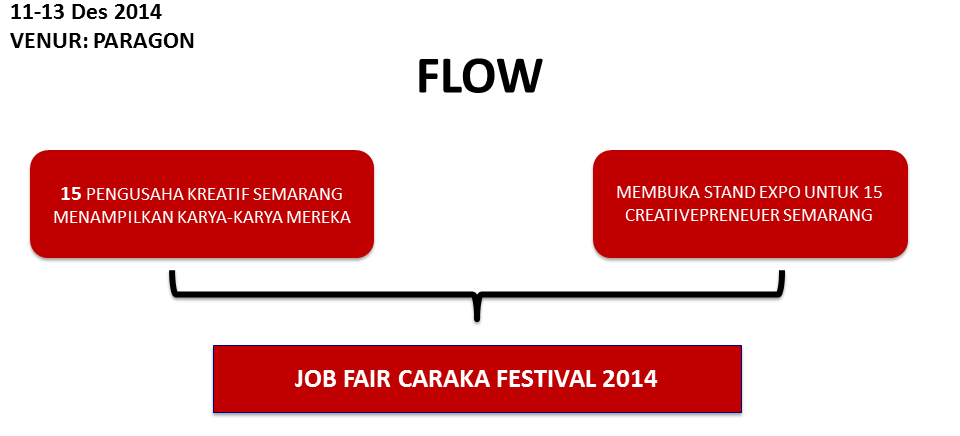 11-13 Des 2014
VENUR: PARAGON
FLOW
15 PENGUSAHA KREATIF SEMARANG
MENAMPILKAN KARYA-KARYA MEREKA
MEMBUKA STAND EXPO UNTUK 15
CREATIVEPRENEUER SEMARANG
JOB FAIR CARAKA FESTIVAL 2014